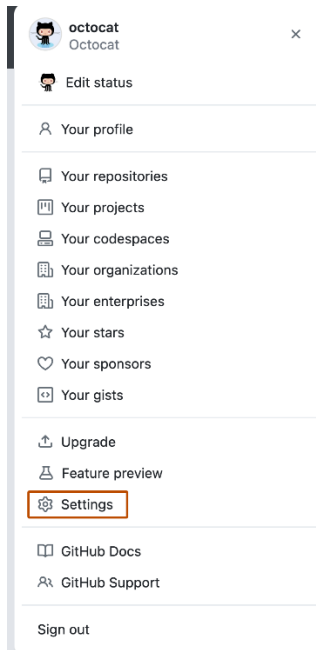 octocat
Octocat
Edit status
Your profile
Your repositories
Your projects
Your codespaces
Your organizations
Your enterprises
Your stars
Your sponsors
Your gists
Upgrade
Feature preview
Settings
GitHub Docs
GitHub Support
Sign out